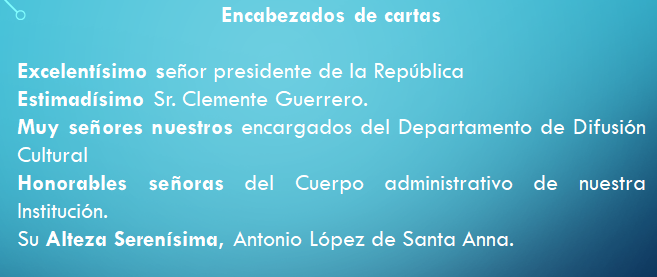 Encabezados de cartas
Excelentísimo señor presidente de la República
Estimadísimo Sr. Clemente Guerrero.
Muy señores nuestros encargados del Departamento de Difusión
Cultural
Honorables señoras del Cuerpo administrativo de nuestra
Institución.
Su Alteza Serenísima, Antonio López de Santa Anna.